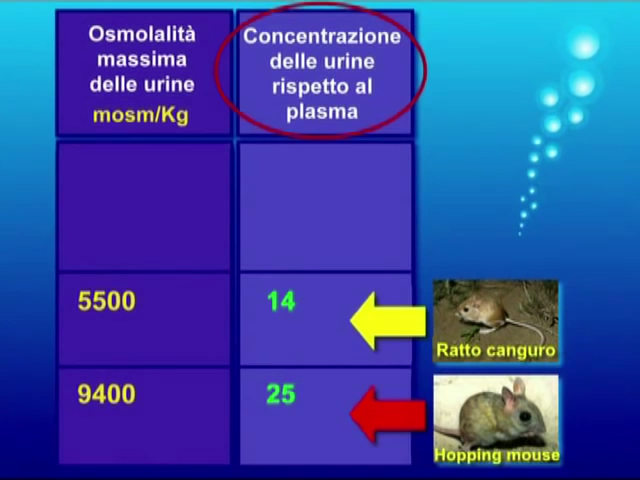 Osmolalità
massima
delle urine
mosm/Kg
Concentrazione
delle urine
rispetto al
plasma
5500
14
Ratto canguro
9400
25
Hopping mouse